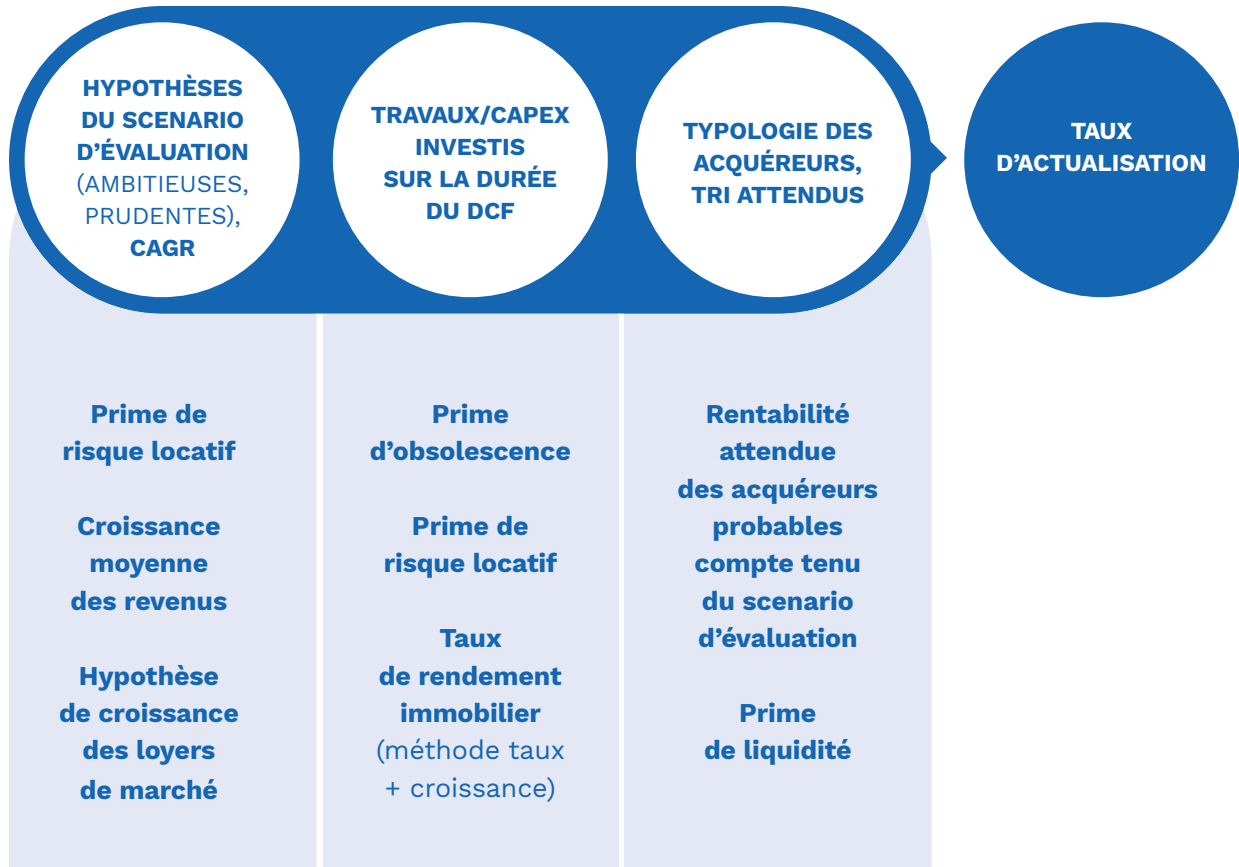 HYPOTHÈSES
DU SCENARIO
D’ÉVALUATION
(AMBITIEUSES,
PRUDENTES),
CAGR
TRAVAUX/CAPEX
INVESTIS
SUR LA DURÉE
DU DCF
TYPOLOGIE DES
ACQUÉREURS,
TRI ATTENDUS
TAUX
D’ACTUALISATION
Prime de
risque locatif
Croissance
moyenne
des revenus
Hypothèse
de croissance
des loyers
de marché
Prime
d’obsolescence
Prime de
risque locatif
Taux
de rendement
immobilier
(méthode taux
+ croissance)
Rentabilité
attendue
des acquéreurs
probables
compte tenu
du scenario
d’évaluation
Prime
de liquidité